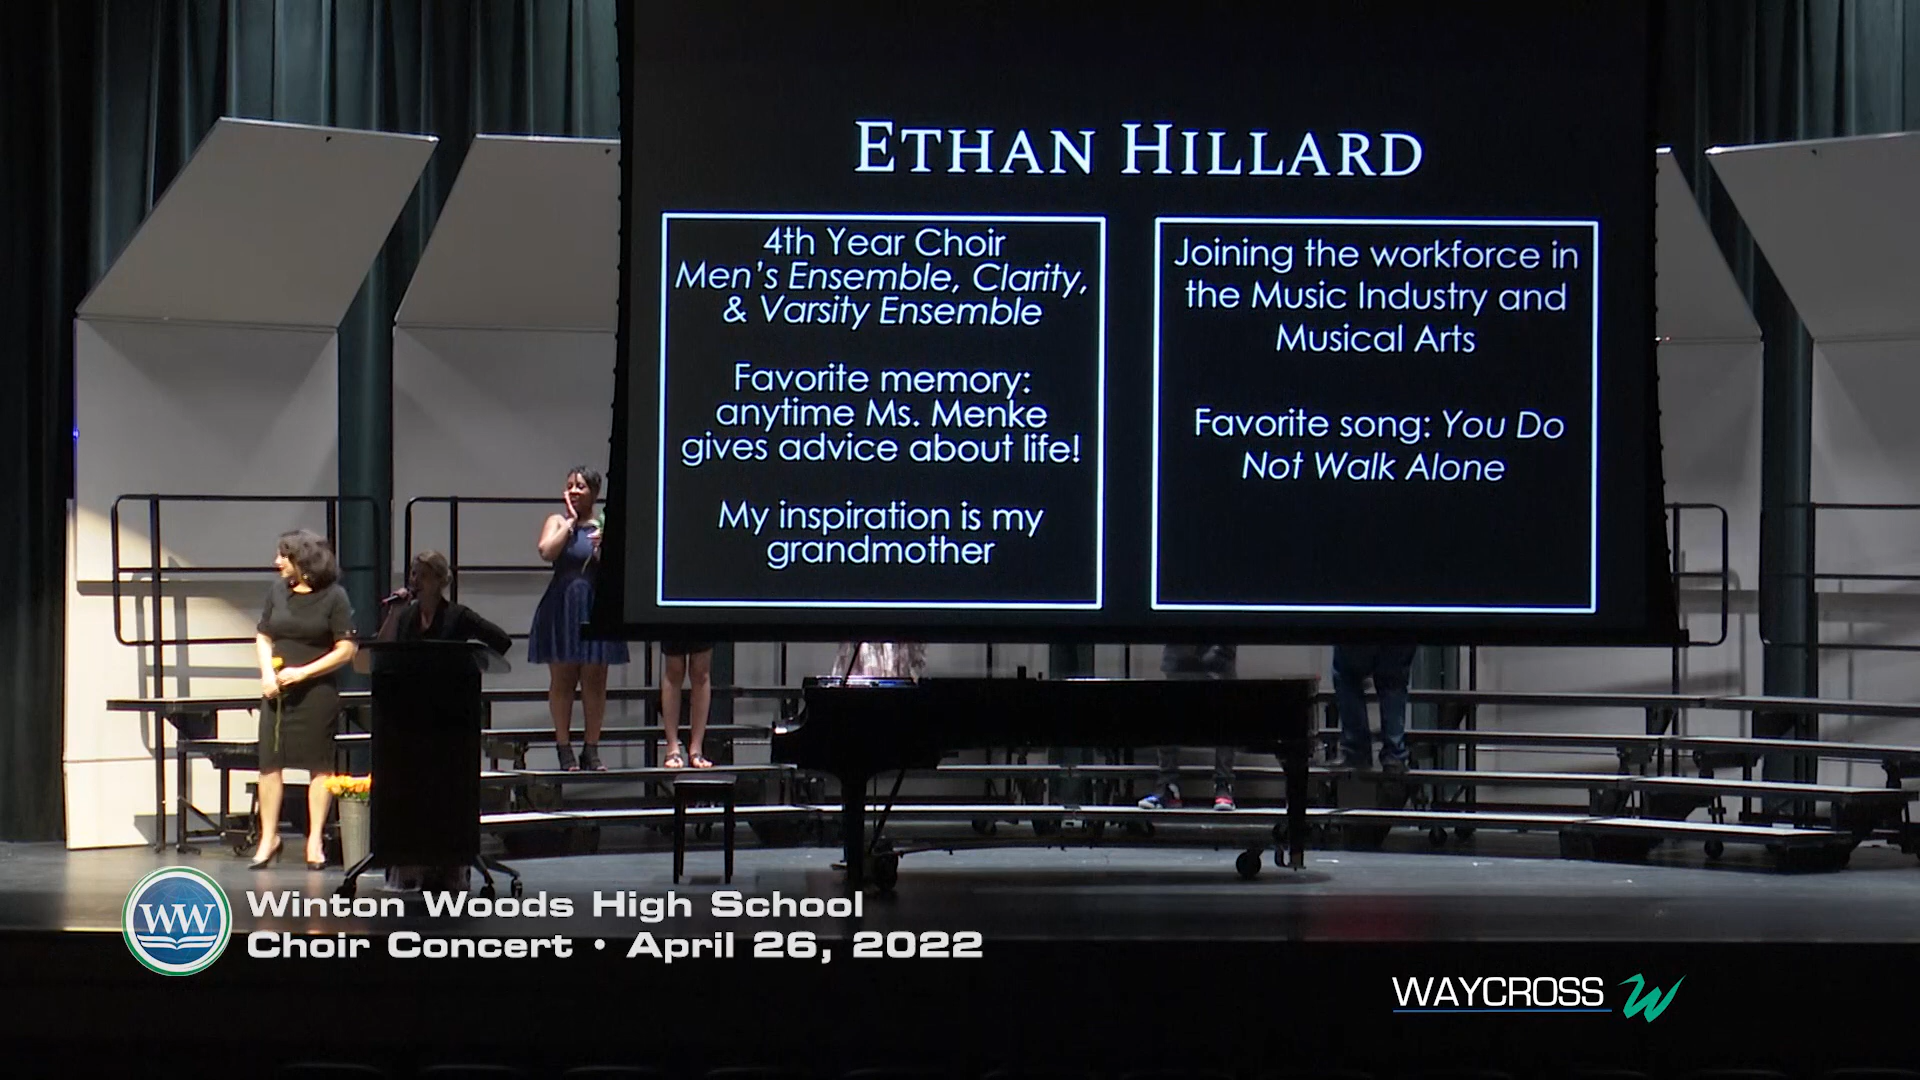 ETHAN HILLARD
4th Year Choir
Men's Ensemble, Clarity,
& Varsity Ensemble
Favorite memory:
anytime Ms. Menke
gives advice about life!
My inspiration is my
grandmother
Joining the workforce in
the Music Industry and
Musical Arts
Favorite song: You Do
Not Walk Alone
WW
Winton Woods High School
Choir Concert • April 26, 2022
WAYCROSS W